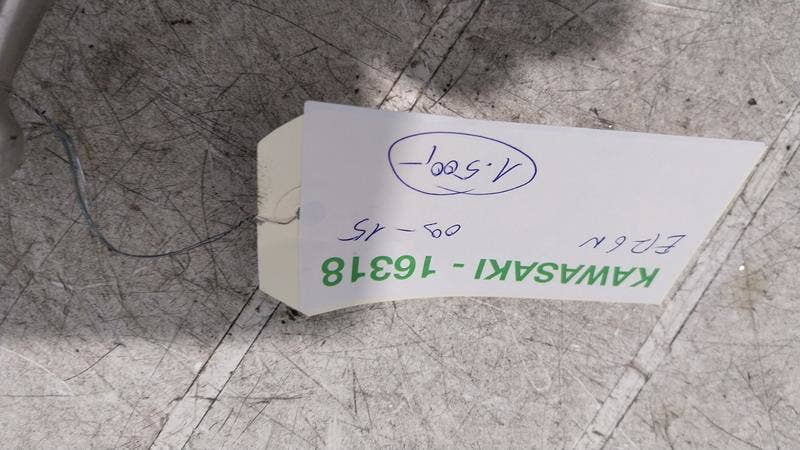 KAWASAKI - 16318
ER6N 09-15
1.500,-